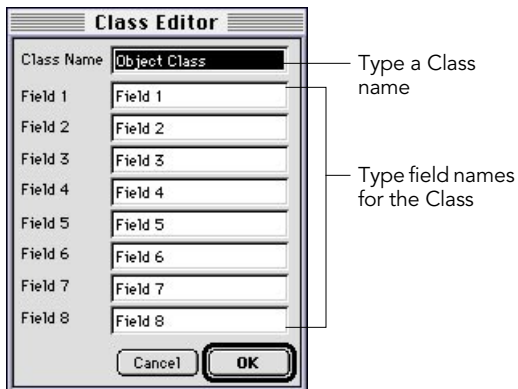 Class Editor
Class Name Object Class
Type a Class
name
Field 1 Field 1
Field 2 Field 2
Field 3 Field 3
Field 4 Field 4
Type field names
for the Class
Field 5 Field 5
Field 6 Field 6
Field 7 Field 7
Field 8 Field 8
Cancel OK